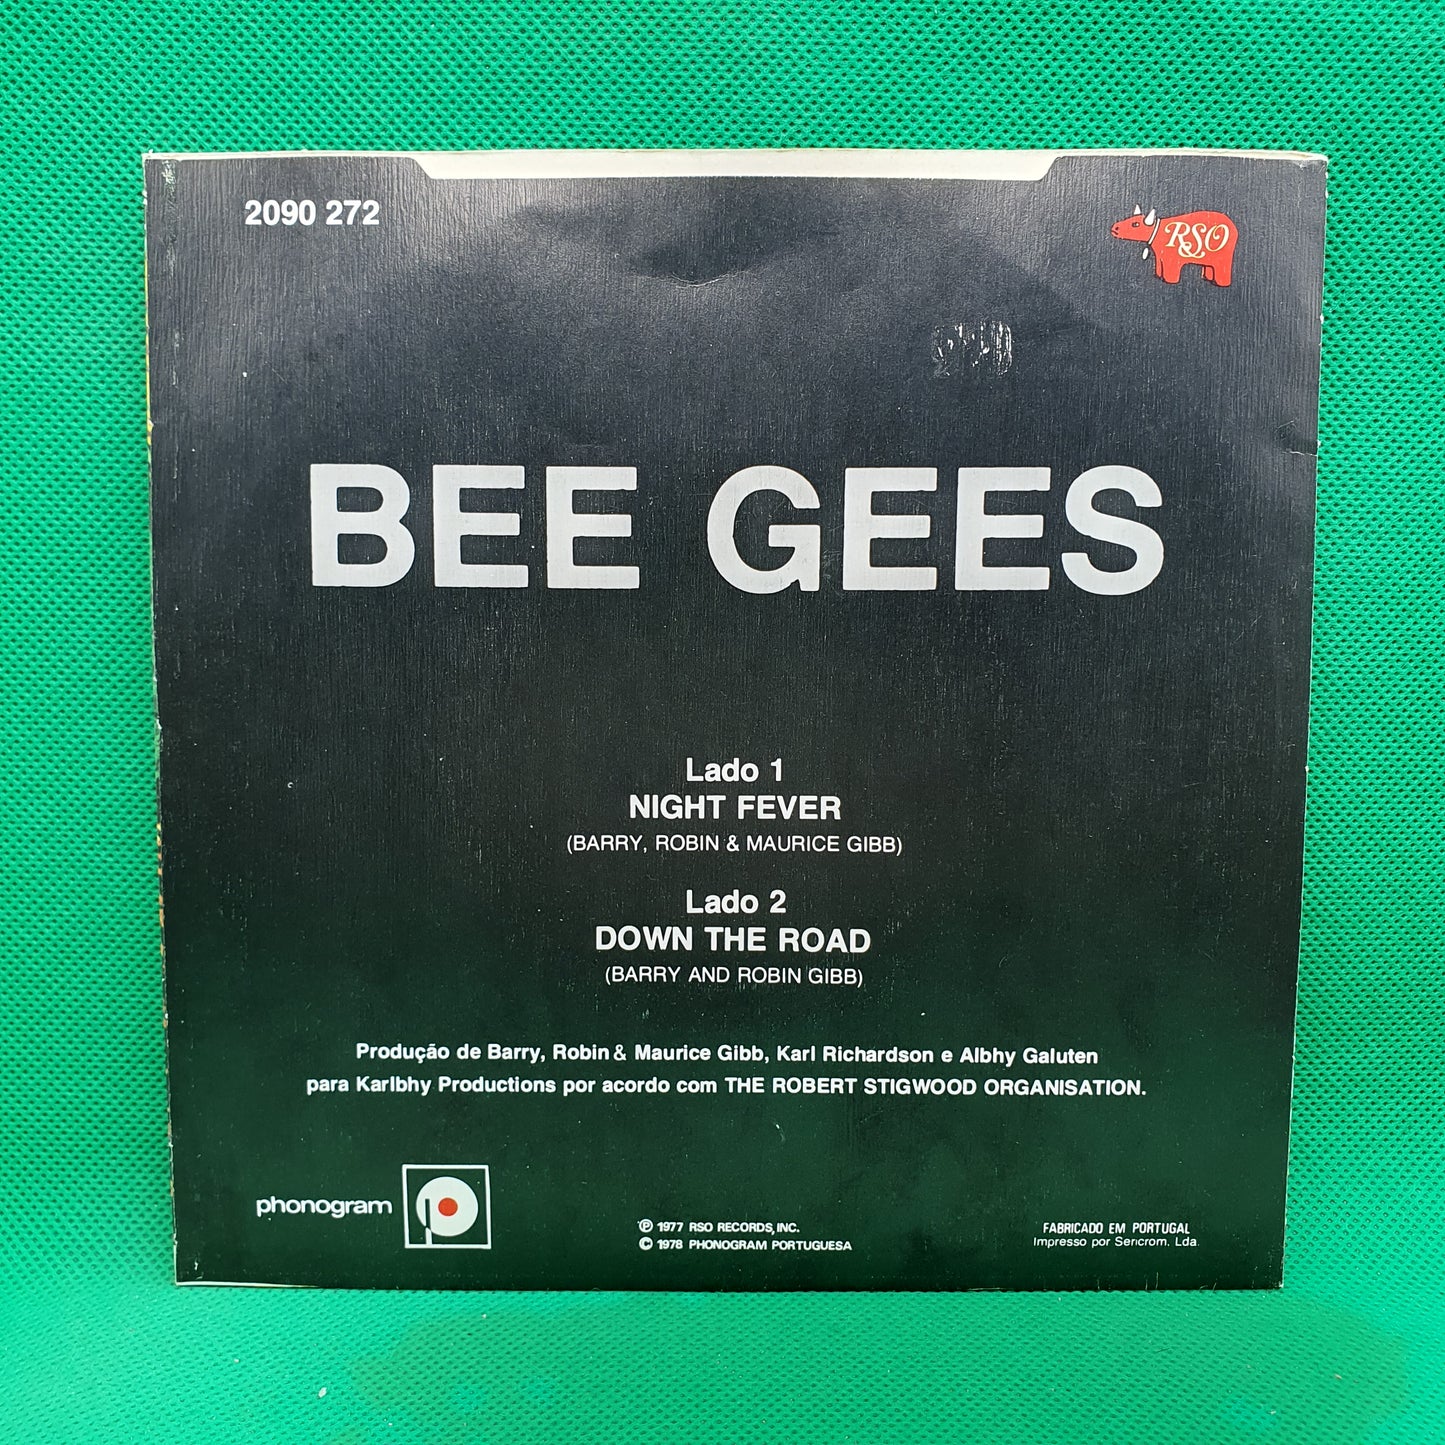 2090 272
RSO
BEE GEES
Lado 1
NIGHT FEVER
(BARRY, ROBIN & MAURICE GIBB)
Lado 2
DOWN THE ROAD
(BARRY AND ROBIN GIBB)
Produção de Barry, Robin & Maurice Gibb, Karl Richardson e Albhy Galuten
para Karlbhy Productions por acordo com THE ROBERT STIGWOOD ORGANISATION.
phonogram
℗ 1977 RSO RECORDS, INC.
© 1978 PHONOGRAM PORTUGUESA
FABRICADO EM PORTUGAL
Impresso por Sericrom, Lda.